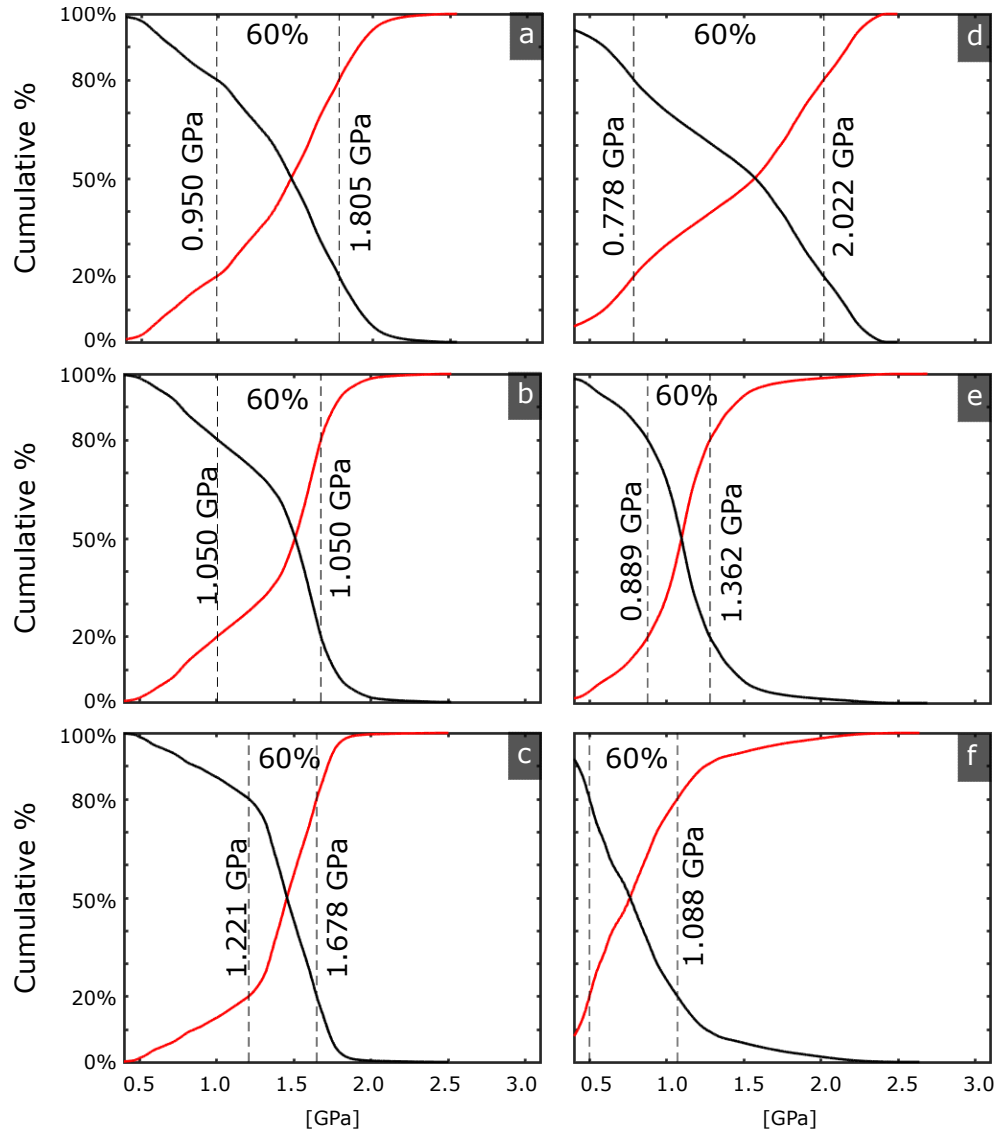 a
60%
100%
80%
50%
20%
0%
Cumulative %
0.950 GPa
1.805 GPa
d
60%
0.778 GPa
2.022 GPa
b
60%
100%
80%
50%
20%
0%
Cumulative %
1.050 GPa
1.050 GPa
e
60%
0.889 GPa
1.362 GPa
c
60%
100%
80%
50%
20%
0%
Cumulative %
1.221 GPa
1.678 GPa
0.5 1.0 1.5 2.0 2.5 3.0
[GPa]
f
60%
1.088 GPa
0.5 1.0 1.5 2.0 2.5 3.0
[GPa]